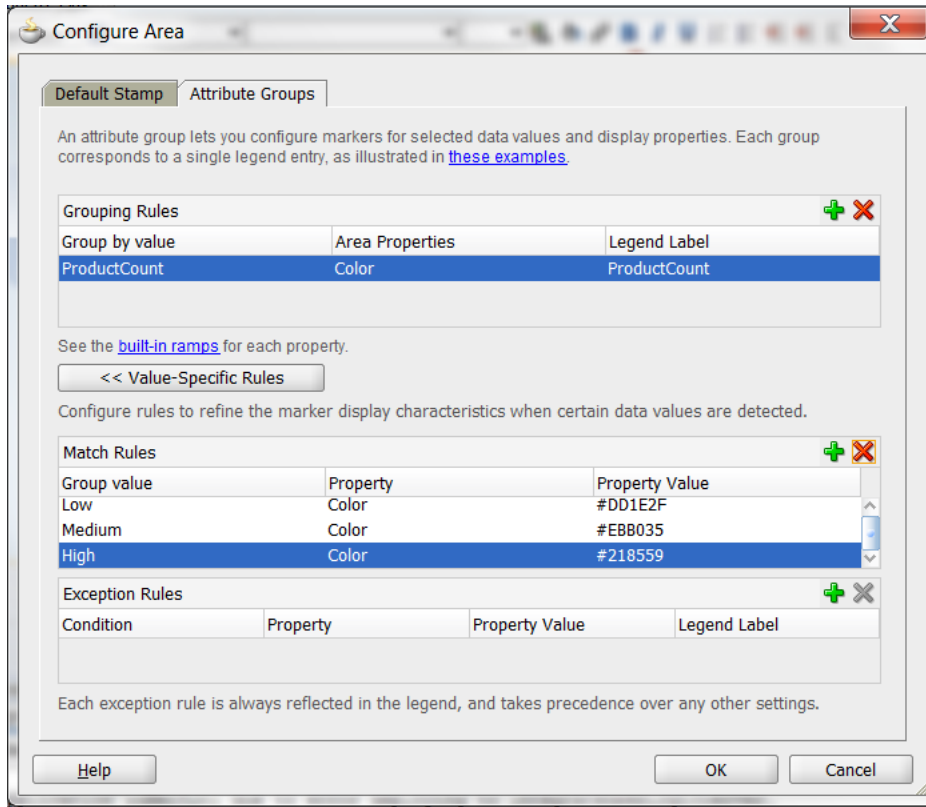 Configure Area
Default Stamp Attribute Groups
An attribute group lets you configure markers for selected data values and display properties. Each group
corresponds to a single legend entry, as illustrated in these examples.
Grouping Rules
Group by value Area Properties Legend Label
ProductCount Color ProductCount
See the built-in ramps for each property.
<< Value-Specific Rules
Configure rules to refine the marker display characteristics when certain data values are detected.
Match Rules
Group value Property Property Value
Low Color #DD1E2F
Medium Color #EBB035
High Color #218559
Exception Rules
Condition Property Property Value Legend Label
Each exception rule is always reflected in the legend, and takes precedence over any other settings.
Help OK Cancel